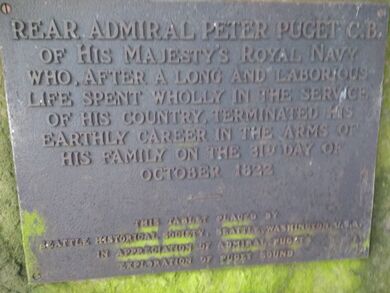 REAR ADMIRAL PETER PUGET C.B.
OF HIS MAJESTY'S ROYAL NAVY
WHO, AFTER A LONG AND LABORIOUS
LIFE SPENT WHOLLY IN THE SERVICE
OF HIS COUNTRY, TERMINATED HIS
EARTHLY CAREER IN THE ARMS OF
HIS FAMILY ON THE 31ST DAY OF
OCTOBER 1822
THIS TABLET PLACED BY
SEATTLE HISTORICAL SOCIETY, SEATTLE, WASHINGTON, U.S.A.
IN APPRECIATION OF ADMIRAL PUGET'S
EXPLORATION OF PUGET SOUND